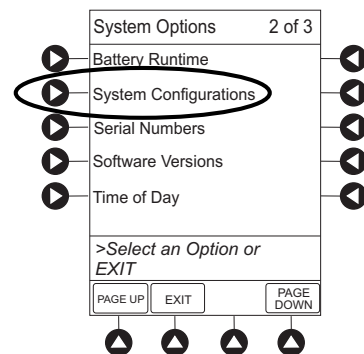 System Options 2 of 3
Battery Runtime
System Configurations
Serial Numbers
Software Versions
Time of Day
>Select an Option or
EXIT
PAGE UP EXIT PAGE DOWN